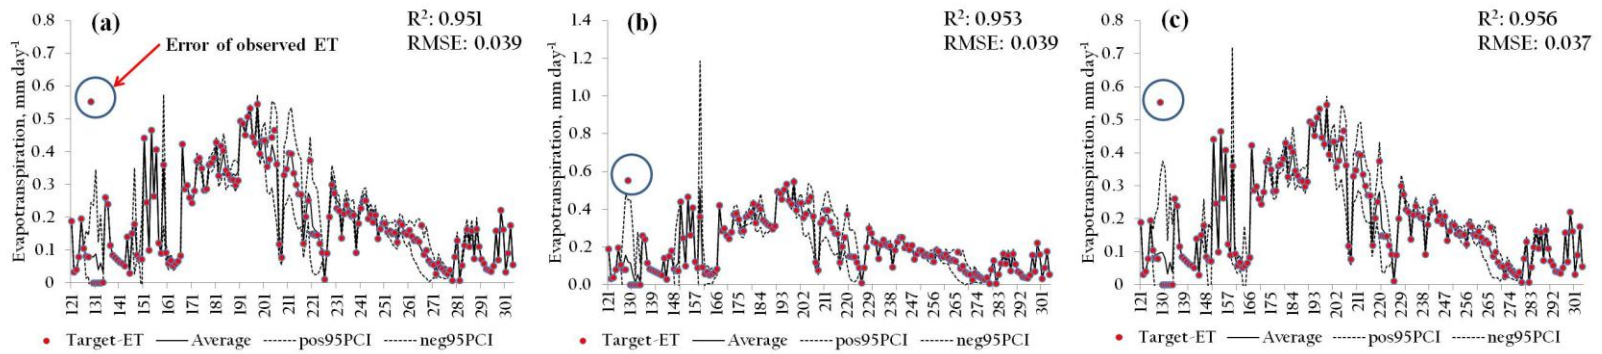 (a)
R²: 0.951
RMSE: 0.039
Error of observed ET
Evapotranspiration, mm day⁻¹
0.8
0.7
0.6
0.5
0.4
0.3
0.2
0.1
0
121 131 141 151 161 171 181 191 201 211 221 231 241 251 261 271 281 291 301
Target-ET Average pos95PCI neg95PCI
(b)
R²: 0.953
RMSE: 0.039
Evapotranspiration, mm day⁻¹
1.4
1.2
1.0
0.8
0.6
0.4
0.2
0.0
121 130 139 148 157 166 175 184 193 202 211 220 229 238 247 256 265 274 283 292 301
Target-ET Average pos95PCI neg95PCI
(c)
R²: 0.956
RMSE: 0.037
Evapotranspiration, mm day⁻¹
0.8
0.7
0.6
0.5
0.4
0.3
0.2
0.1
0
121 130 139 148 157 166 175 184 193 202 211 220 229 238 247 256 265 274 283 292 301
Target-ET Average pos95PCI neg95PCI